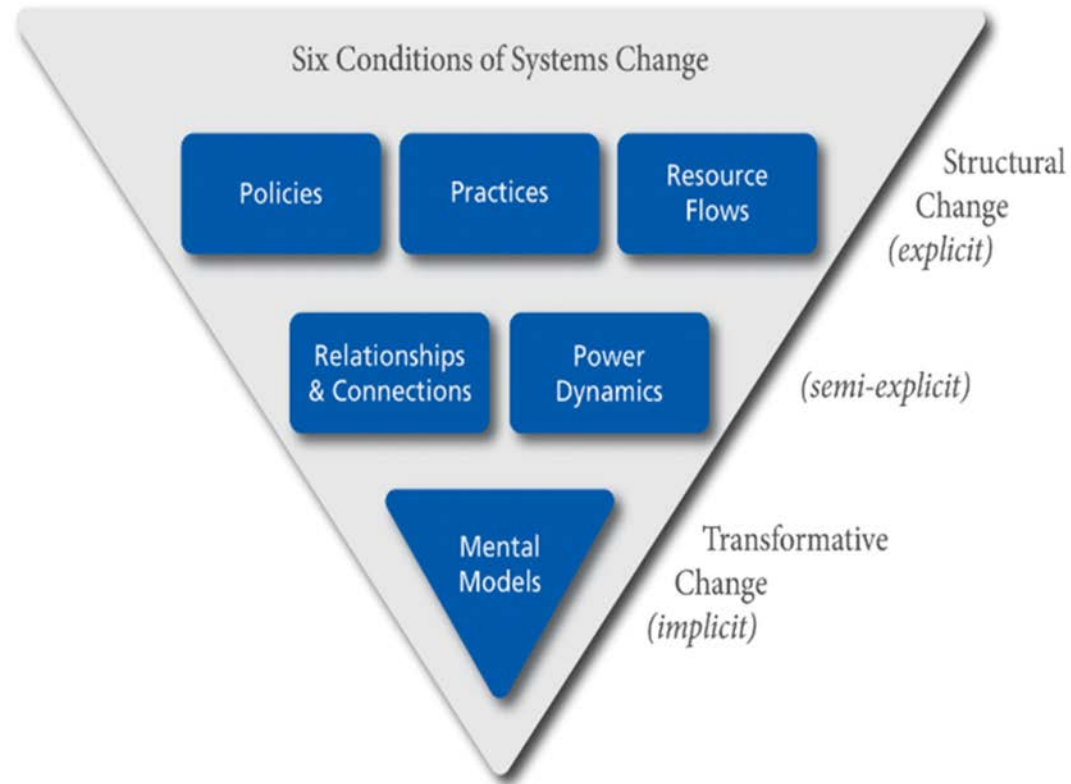 Six Conditions of Systems Change
Policies
Practices
Resource
Flows
Structural
Change
(explicit)
Relationships
& Connections
Power
Dynamics
(semi-explicit)
Mental
Models
Transformative
Change
(implicit)